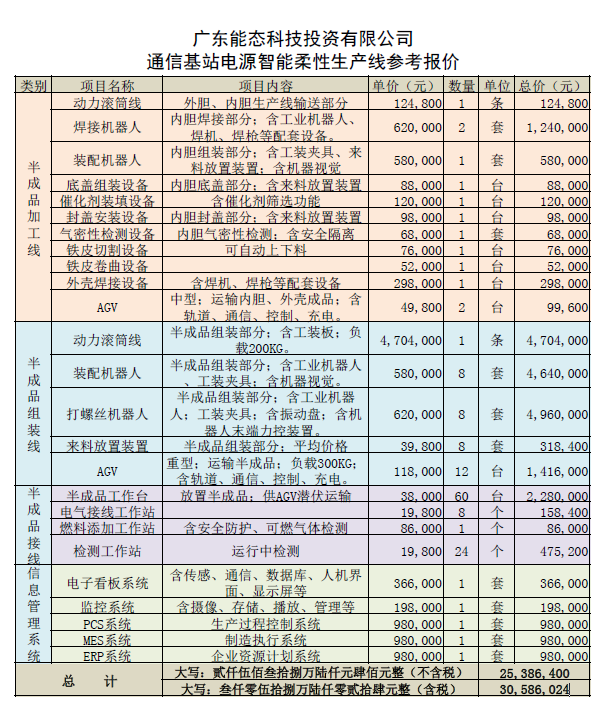 广东能态科技投资有限公司
通信基站电源智能柔性生产线参考报价
类别 项目名称 项目内容 单价（元） 数量 单位 总价（元）
半成品加工线
动力滚筒线 外胆、内胆生产线输送部分 124,800 1 条 124,800
焊接机器人 内胆焊接部分；含工业机器人、
焊机、焊枪等配套设备。 620,000 2 套 1,240,000
装配机器人 内胆组装部分；含工装夹具、来
料放置装置；含机器视觉 580,000 1 套 580,000
底盖组装设备 内胆底盖部分；含来料放置装置 88,000 1 台 88,000
催化剂装填设备 含催化剂筛选功能 120,000 1 台 120,000
封盖安装设备 内胆封盖部分；含来料放置装置 98,000 1 台 98,000
气密性检测设备 内胆气密性检测；含安全隔离 68,000 1 套 68,000
铁皮切割设备 可自动上下料 76,000 1 台 76,000
铁皮卷曲设备 52,000 1 台 52,000
外壳焊接设备 含焊机、焊枪等配套设备 298,000 1 台 298,000
AGV 中型；运输内胆、外壳成品；含
轨道、通信、控制、充电。 49,800 2 台 99,600
半成品组装线
动力滚筒线 半成品组装部分；含工装板；负
载200KG。 4,704,000 1 条 4,704,000
装配机器人 半成品组装部分；含工业机器人
、工装夹具；含机器视觉。 580,000 8 套 4,640,000
打螺丝机器人 半成品组装部分；含工业机器
人；工装夹具；含振动盘；含机
器人末端力控装置。 620,000 8 套 4,960,000
来料放置装置 半成品组装部分；平均价格 39,800 8 套 318,400
AGV 重型；运输半成品；负载300KG；
含轨道、通信、控制、充电。 118,000 12 台 1,416,000
半成品接线
半成品工作台 放置半成品；供AGV潜伏运输 38,000 60 台 2,280,000
电气接线工作站 19,800 8 个 158,400
燃料添加工作站 含安全防护、可燃气体检测 86,000 1 个 86,000
检测工作站 运行中检测 19,800 24 个 475,200
信息管理系统
电子看板系统 含传感、通信、数据库、人机界
面、显示屏等 366,000 1 套 366,000
监控系统 含摄像、存储、播放、管理等 198,000 1 套 198,000
PCS系统 生产过程控制系统 980,000 1 套 980,000
MES系统 制造执行系统 980,000 1 套 980,000
ERP系统 企业资源计划系统 980,000 1 套 980,000
总 计
大写：贰仟伍佰叁拾捌万陆仟元肆佰元整（不含税） 25,386,400
大写：叁仟零伍拾捌万陆仟零贰拾肆元整（含税） 30,586,024